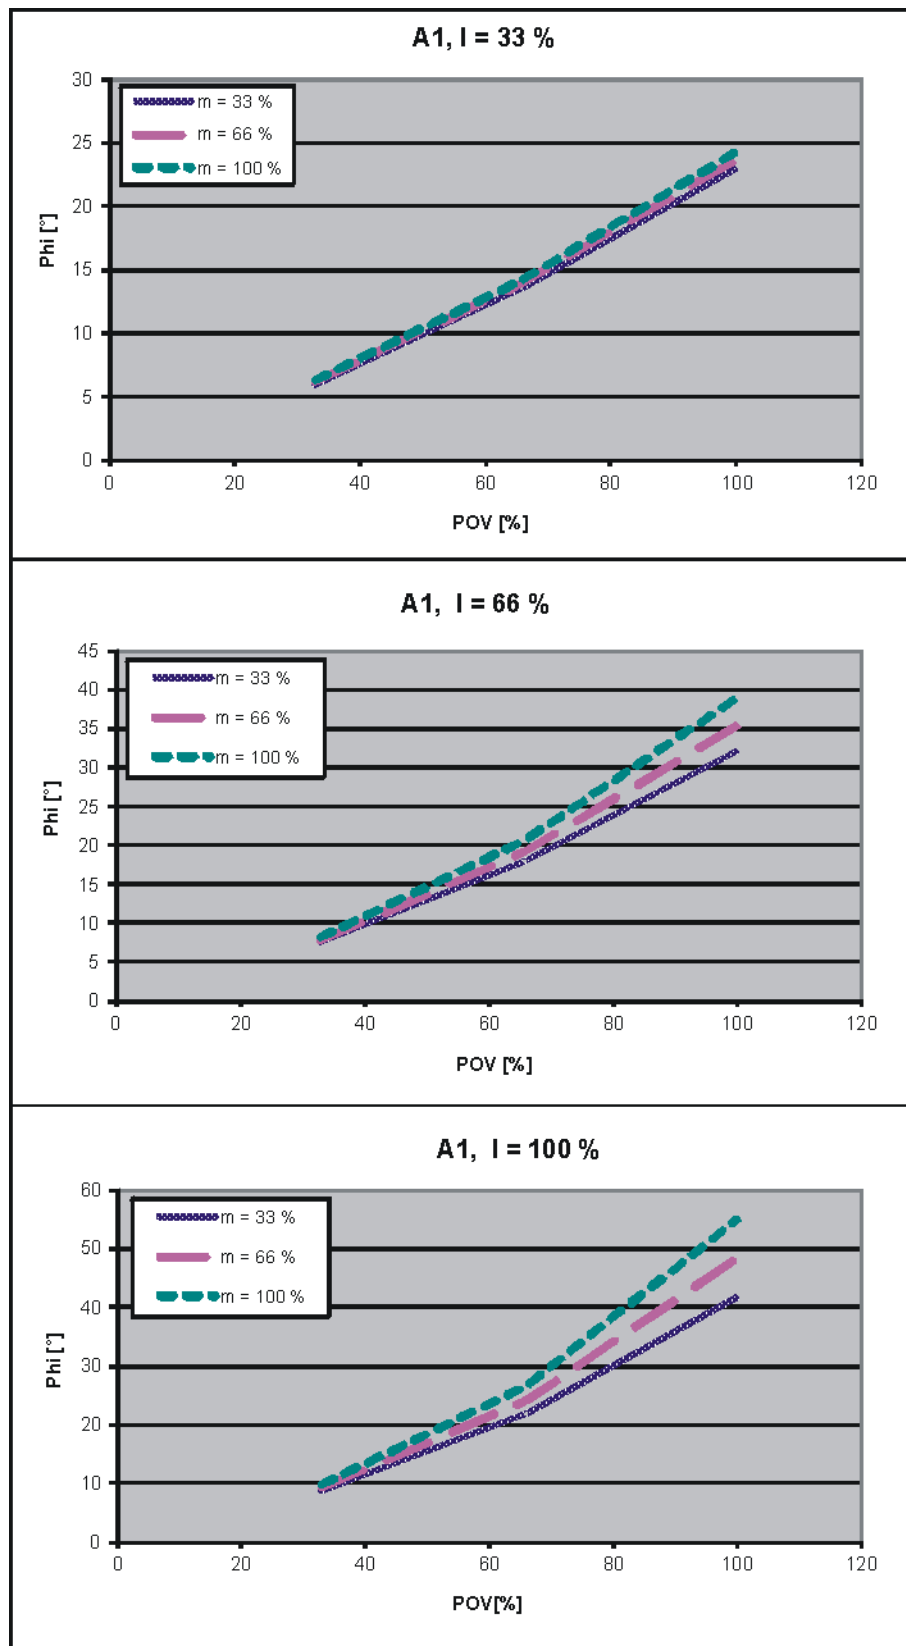 A1, l = 33 %
30
25
20
15
10
5
0
m = 33 %
m = 66 %
m = 100 %
Phi [°]
0 20 40 60 80 100 120
POV [%]
A1, l = 66 %
45
40
35
30
25
20
15
10
5
0
m = 33 %
m = 66 %
m = 100 %
Phi [°]
0 20 40 60 80 100 120
POV [%]
A1, l = 100 %
60
50
40
30
20
10
0
m = 33 %
m = 66 %
m = 100 %
Phi [°]
0 20 40 60 80 100 120
POV[%]